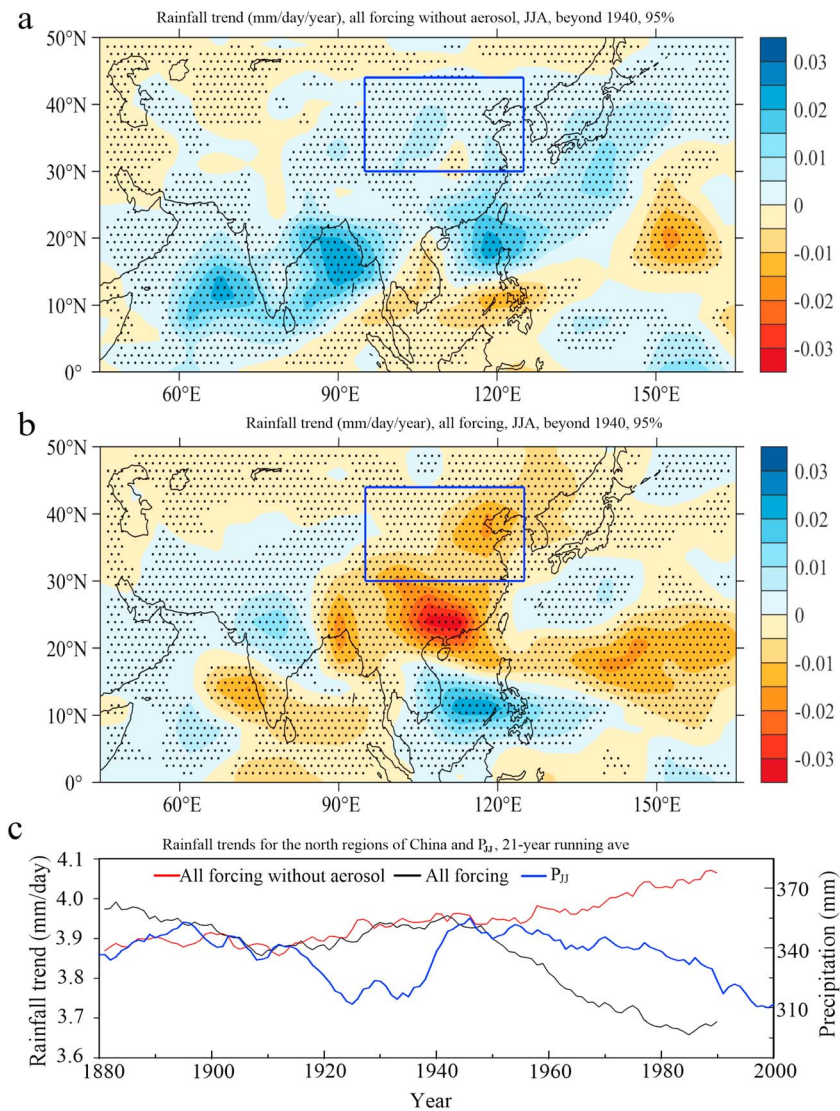 a
Rainfall trend (mm/day/year), all forcing without aerosol, JJA, beyond 1940, 95%
50°N
40°N
30°N
20°N
10°N
0°
60°E
90°E
120°E
150°E
0.03
0.02
0.01
0
-0.01
-0.02
-0.03
b
Rainfall trend (mm/day/year), all forcing, JJA, beyond 1940, 95%
50°N
40°N
30°N
20°N
10°N
0°
60°E
90°E
120°E
150°E
0.03
0.02
0.01
0
-0.01
-0.02
-0.03
c
Rainfall trends for the north regions of China and PJJ, 21-year running ave
All forcing without aerosol
All forcing
PJJ
Rainfall trend (mm/day)
4.1
4.0
3.9
3.8
3.7
3.6
370
340
310
Precipitation (mm)
1880
1900
1920
1940
1960
1980
2000
Year